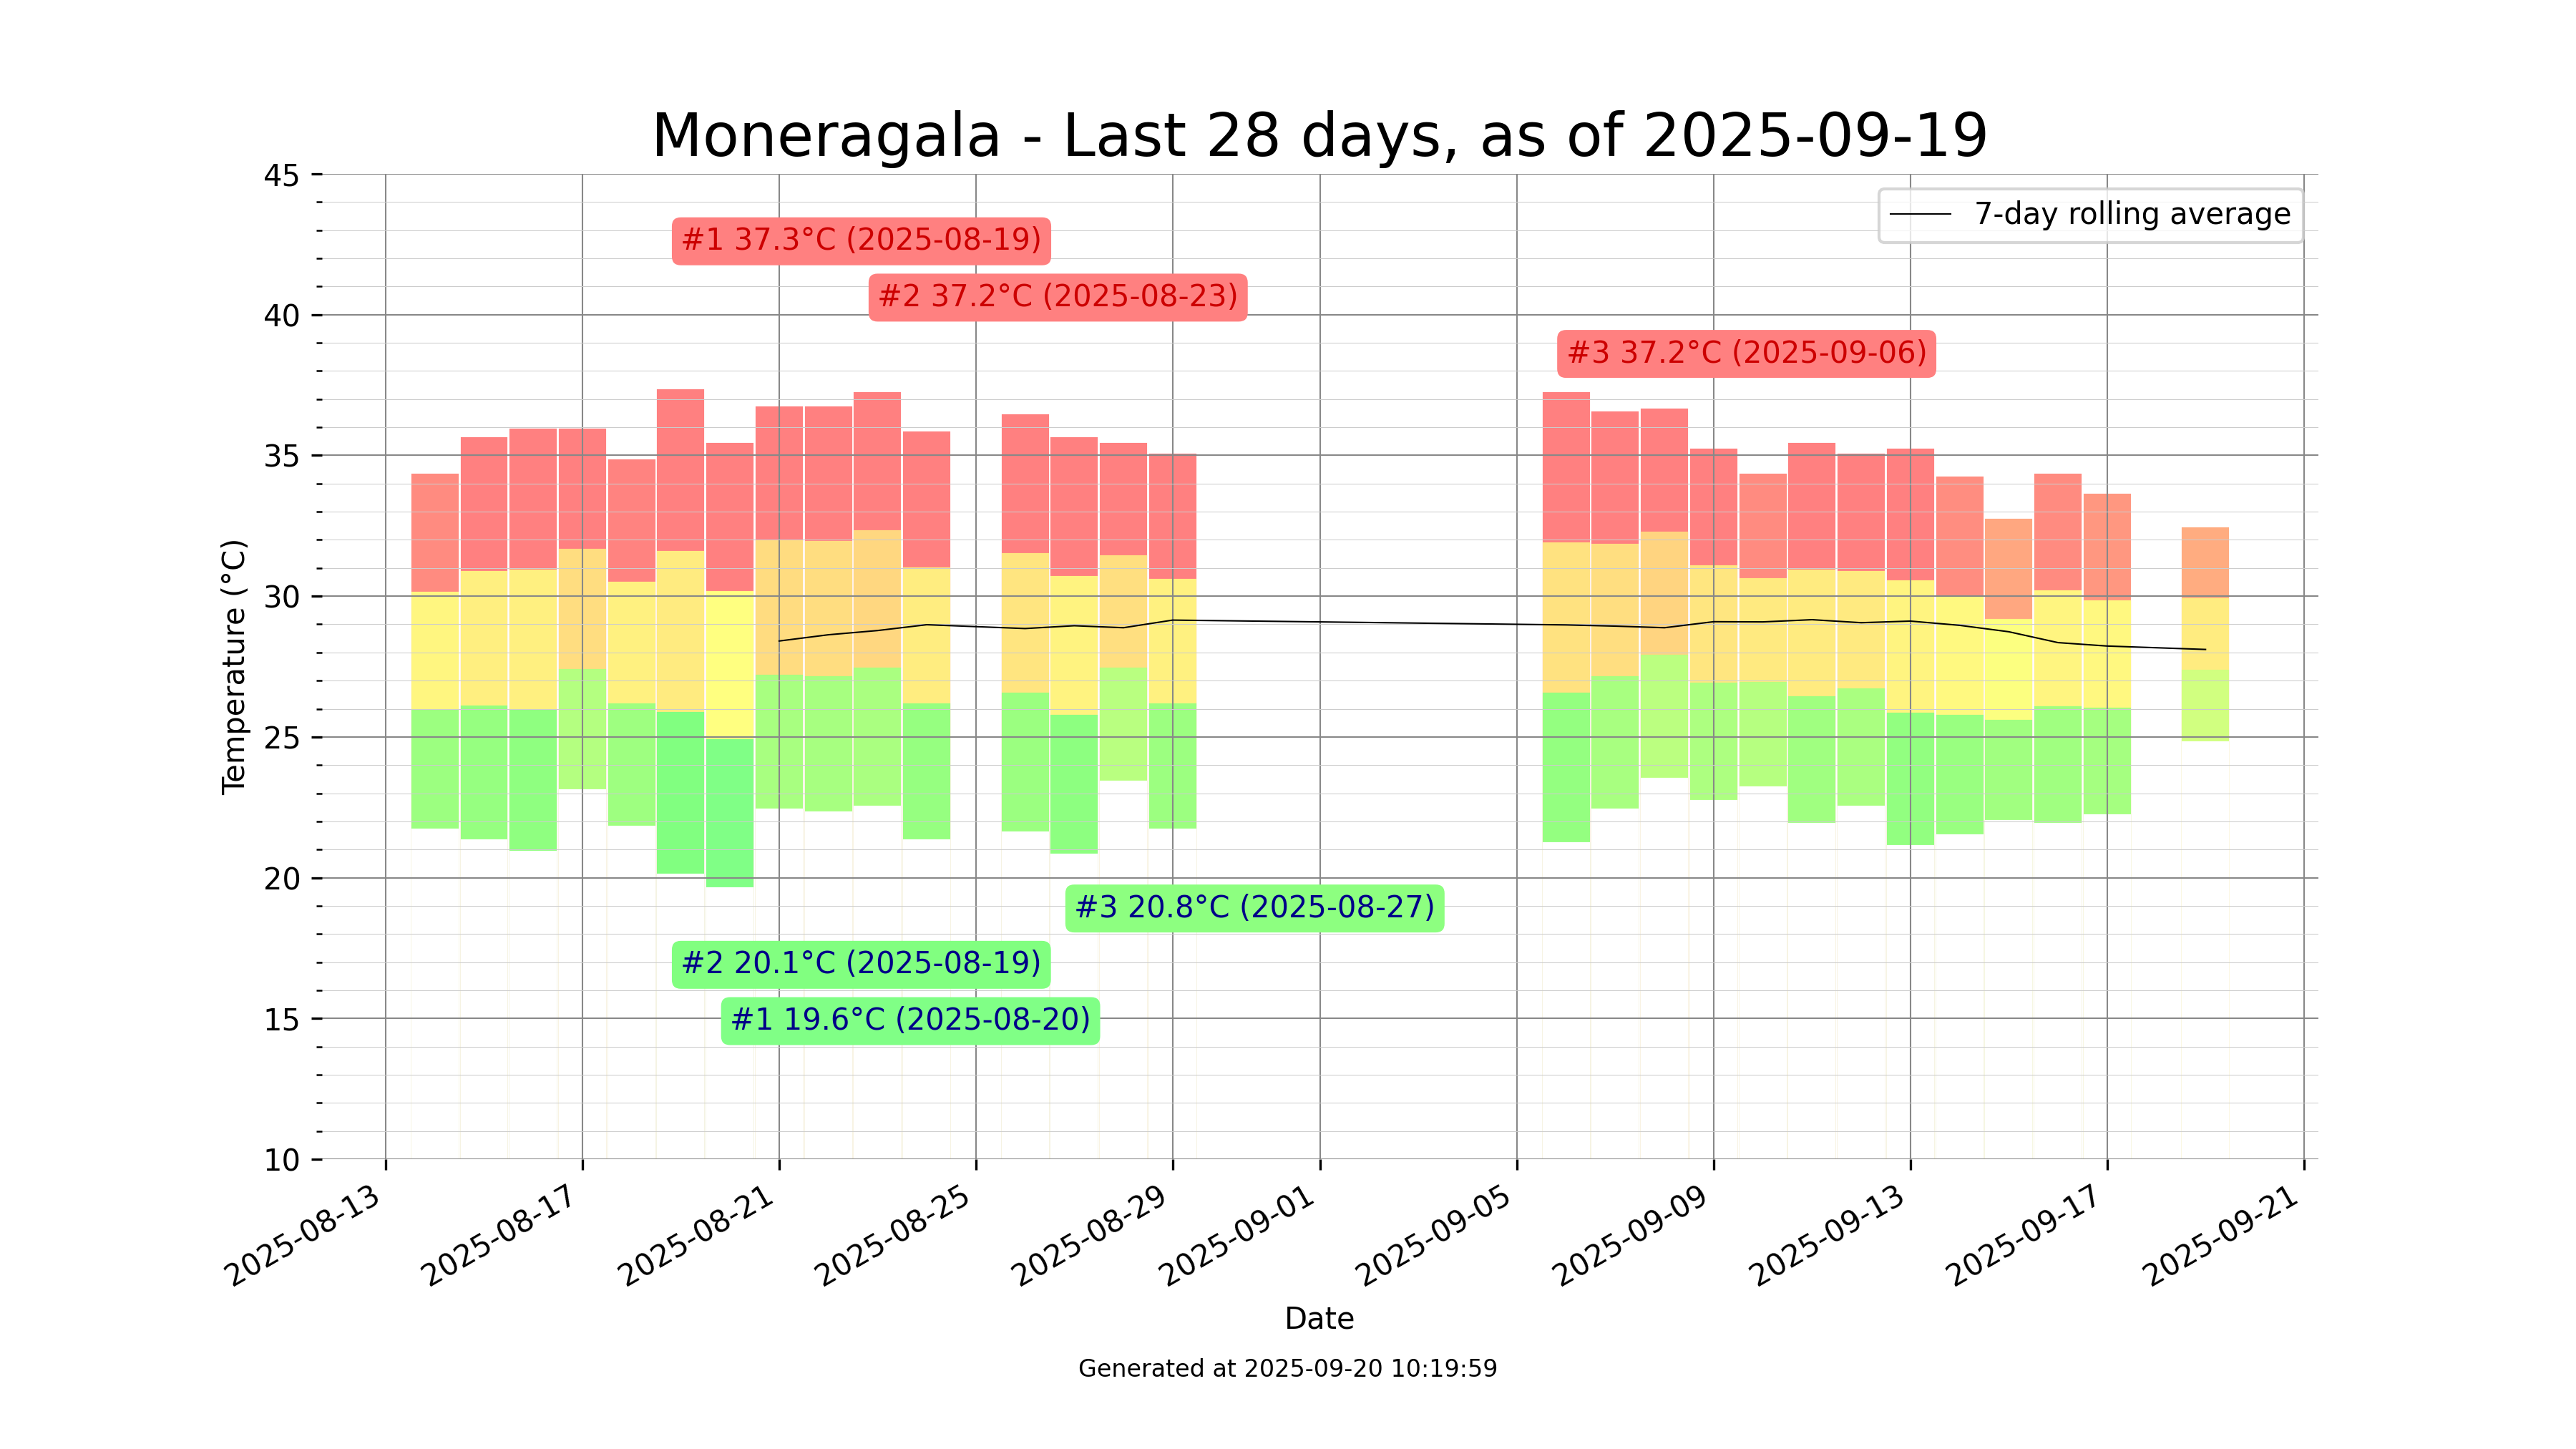 Moneragala - Last 28 days, as of 2025-09-19
7-day rolling average
#1 37.3°C (2025-08-19)
#2 37.2°C (2025-08-23)
#3 37.2°C (2025-09-06)
#3 20.8°C (2025-08-27)
#2 20.1°C (2025-08-19)
#1 19.6°C (2025-08-20)
Temperature (°C)
45
40
35
30
25
20
15
10
2025-08-13
2025-08-17
2025-08-21
2025-08-25
2025-08-29
2025-09-01
2025-09-05
2025-09-09
2025-09-13
2025-09-17
2025-09-21
Date
Generated at 2025-09-20 10:19:59